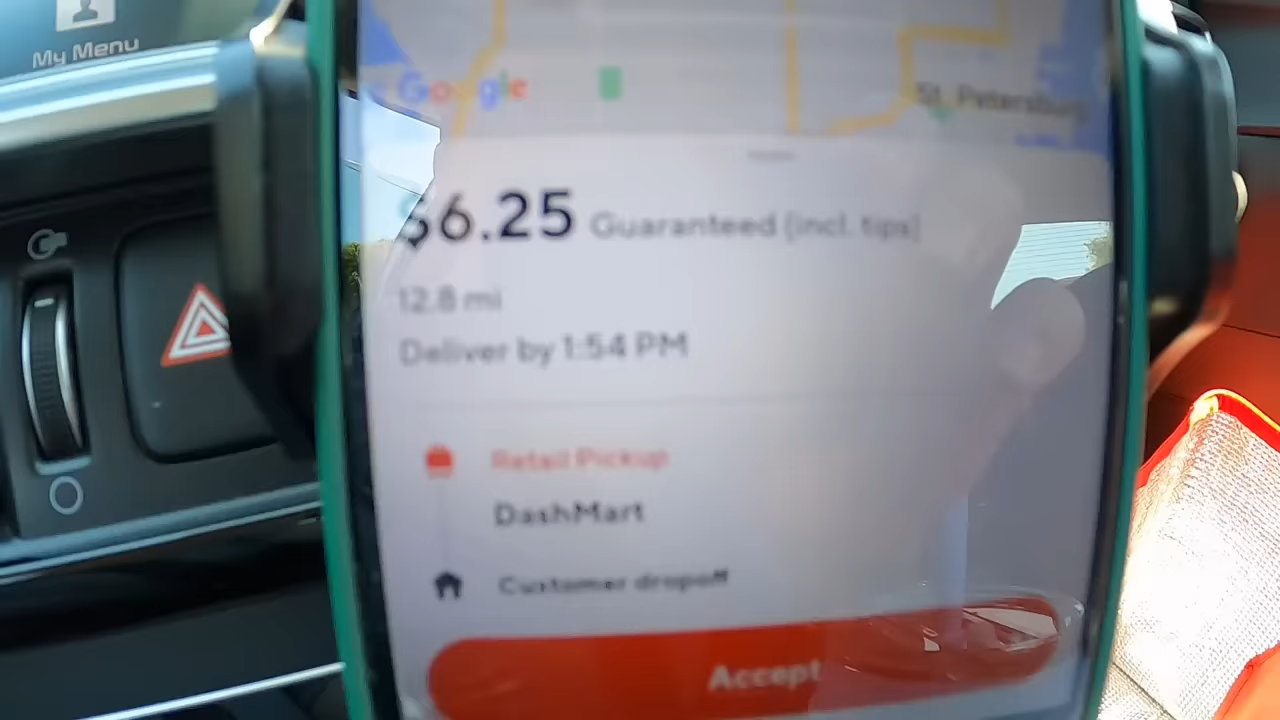 My Menu
Google
St. Petersburg
$6.25 Guaranteed (incl. tips)
12.8 mi
Deliver by 1:54 PM
Retail Pickup
DashMart
Customer dropoff
Accept